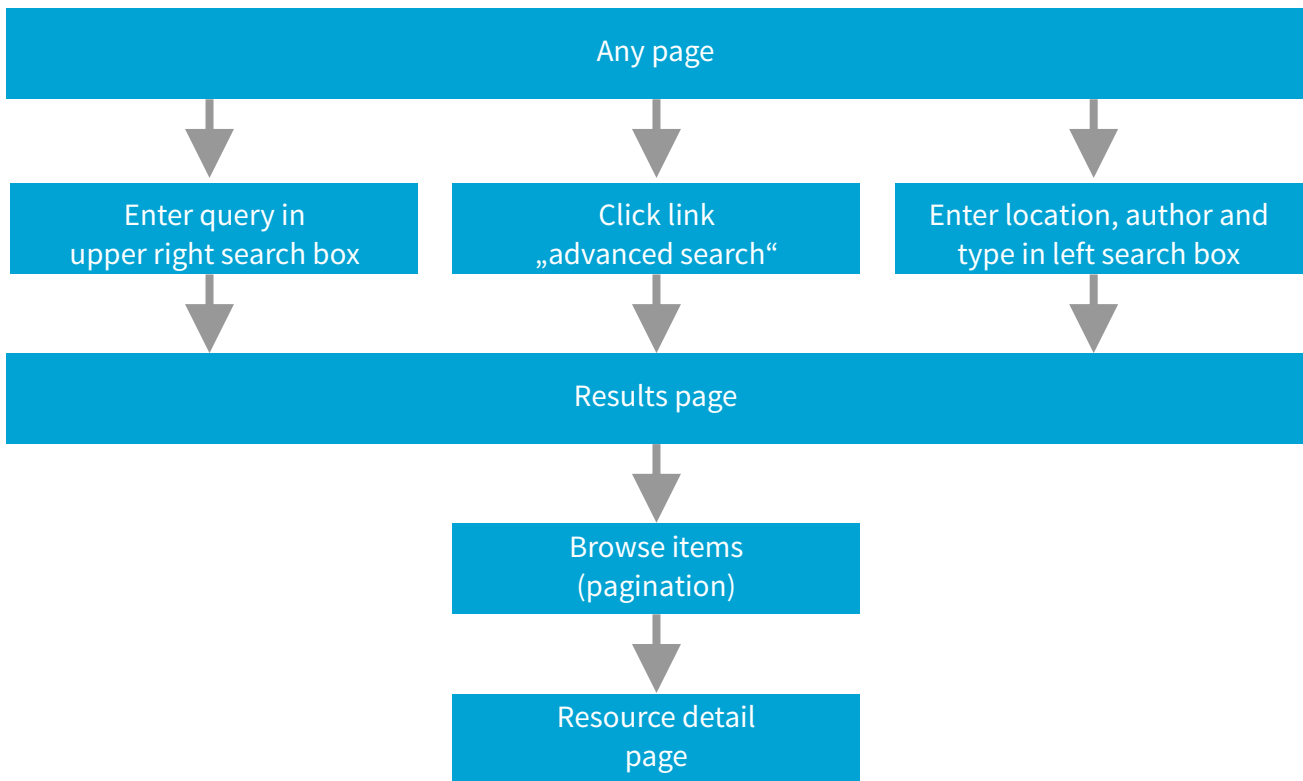 Any page
Enter query in
upper right search box
Click link
„advanced search“
Enter location, author and
type in left search box
Results page
Browse items
(pagination)
Resource detail
page